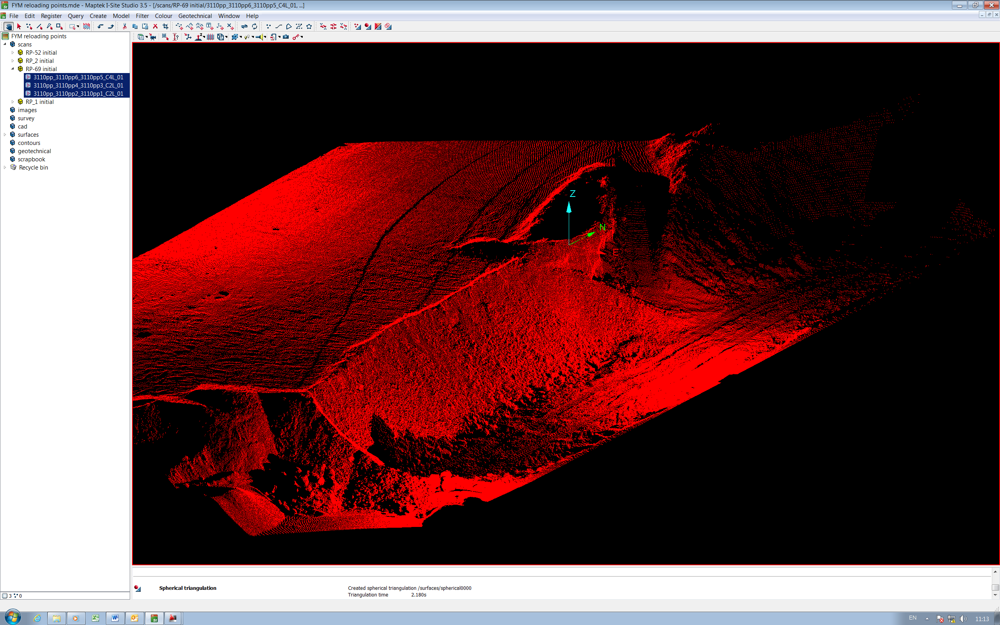 FYM reloading points.mde - Maptek I-Site Studio 3.5 - [/scans/RP-69 initial/3110pp_3110pp6_3110pp5_C4L_01, ...]
File Edit Register Query Create Model Filter Colour Geotechnical Window Help
FYM reloading points
scans
RP-52 initial
RP_2 initial
RP-69 initial
3110pp_3110pp6_3110pp5_C4L_01
3110pp_3110pp4_3110pp3_C2L_01
3110pp_3110pp2_3110pp1_C2L_01
RP_1 initial
images
survey
cad
surfaces
contours
geotechnical
scrapbook
Recycle bin
Z
N
E
Spherical triangulation
Created spherical triangulation /surfaces/spherical0000
Triangulation time 2.180s
3 0
EN
11:13